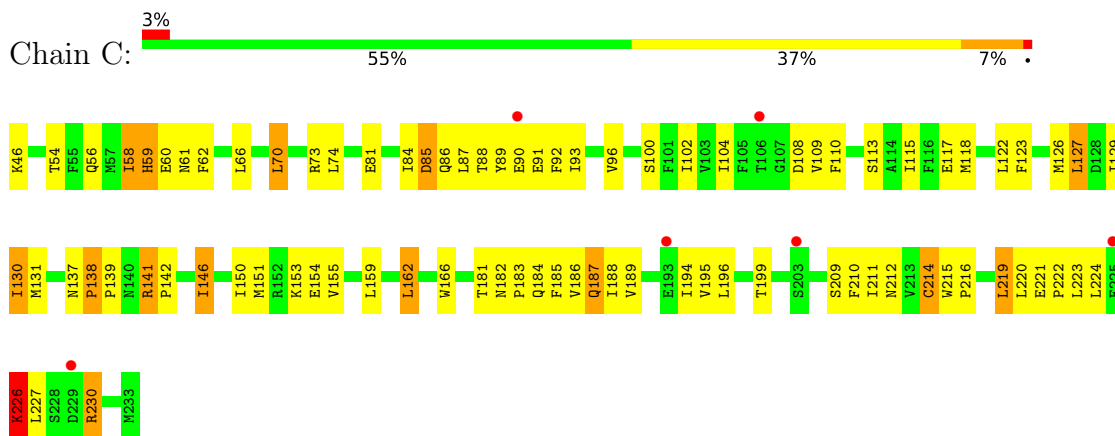 3%
Chain C:
55% 37% 7% •
K46 T54 F55 Q56 M57 I58 H59 E60 N61 F62 L66 L70 R73 L74 E81 I84 D85 Q86 L87 T88 Y89 E90 E91 F92 I93 V96 S100 F101 I102 V103 I104 F105 T106 G107 D108 V109 F110 S113 A114 I115 F116 E117 M118 L122 F123 M126 L127 D128 I129
I130 M131 N137 P138 P139 N140 R141 P142 I146 I150 M151 R152 K153 E154 V155 L159 L162 W166 T181 N182 P183 Q184 F185 V186 Q187 I188 V189 E193 I194 V195 L196 T199 S203 S209 F210 I211 N212 V213 C214 W215 P216 L219 L220 E221 P222 L223 L224 E225
K226 L227 S228 D229 R230 M233